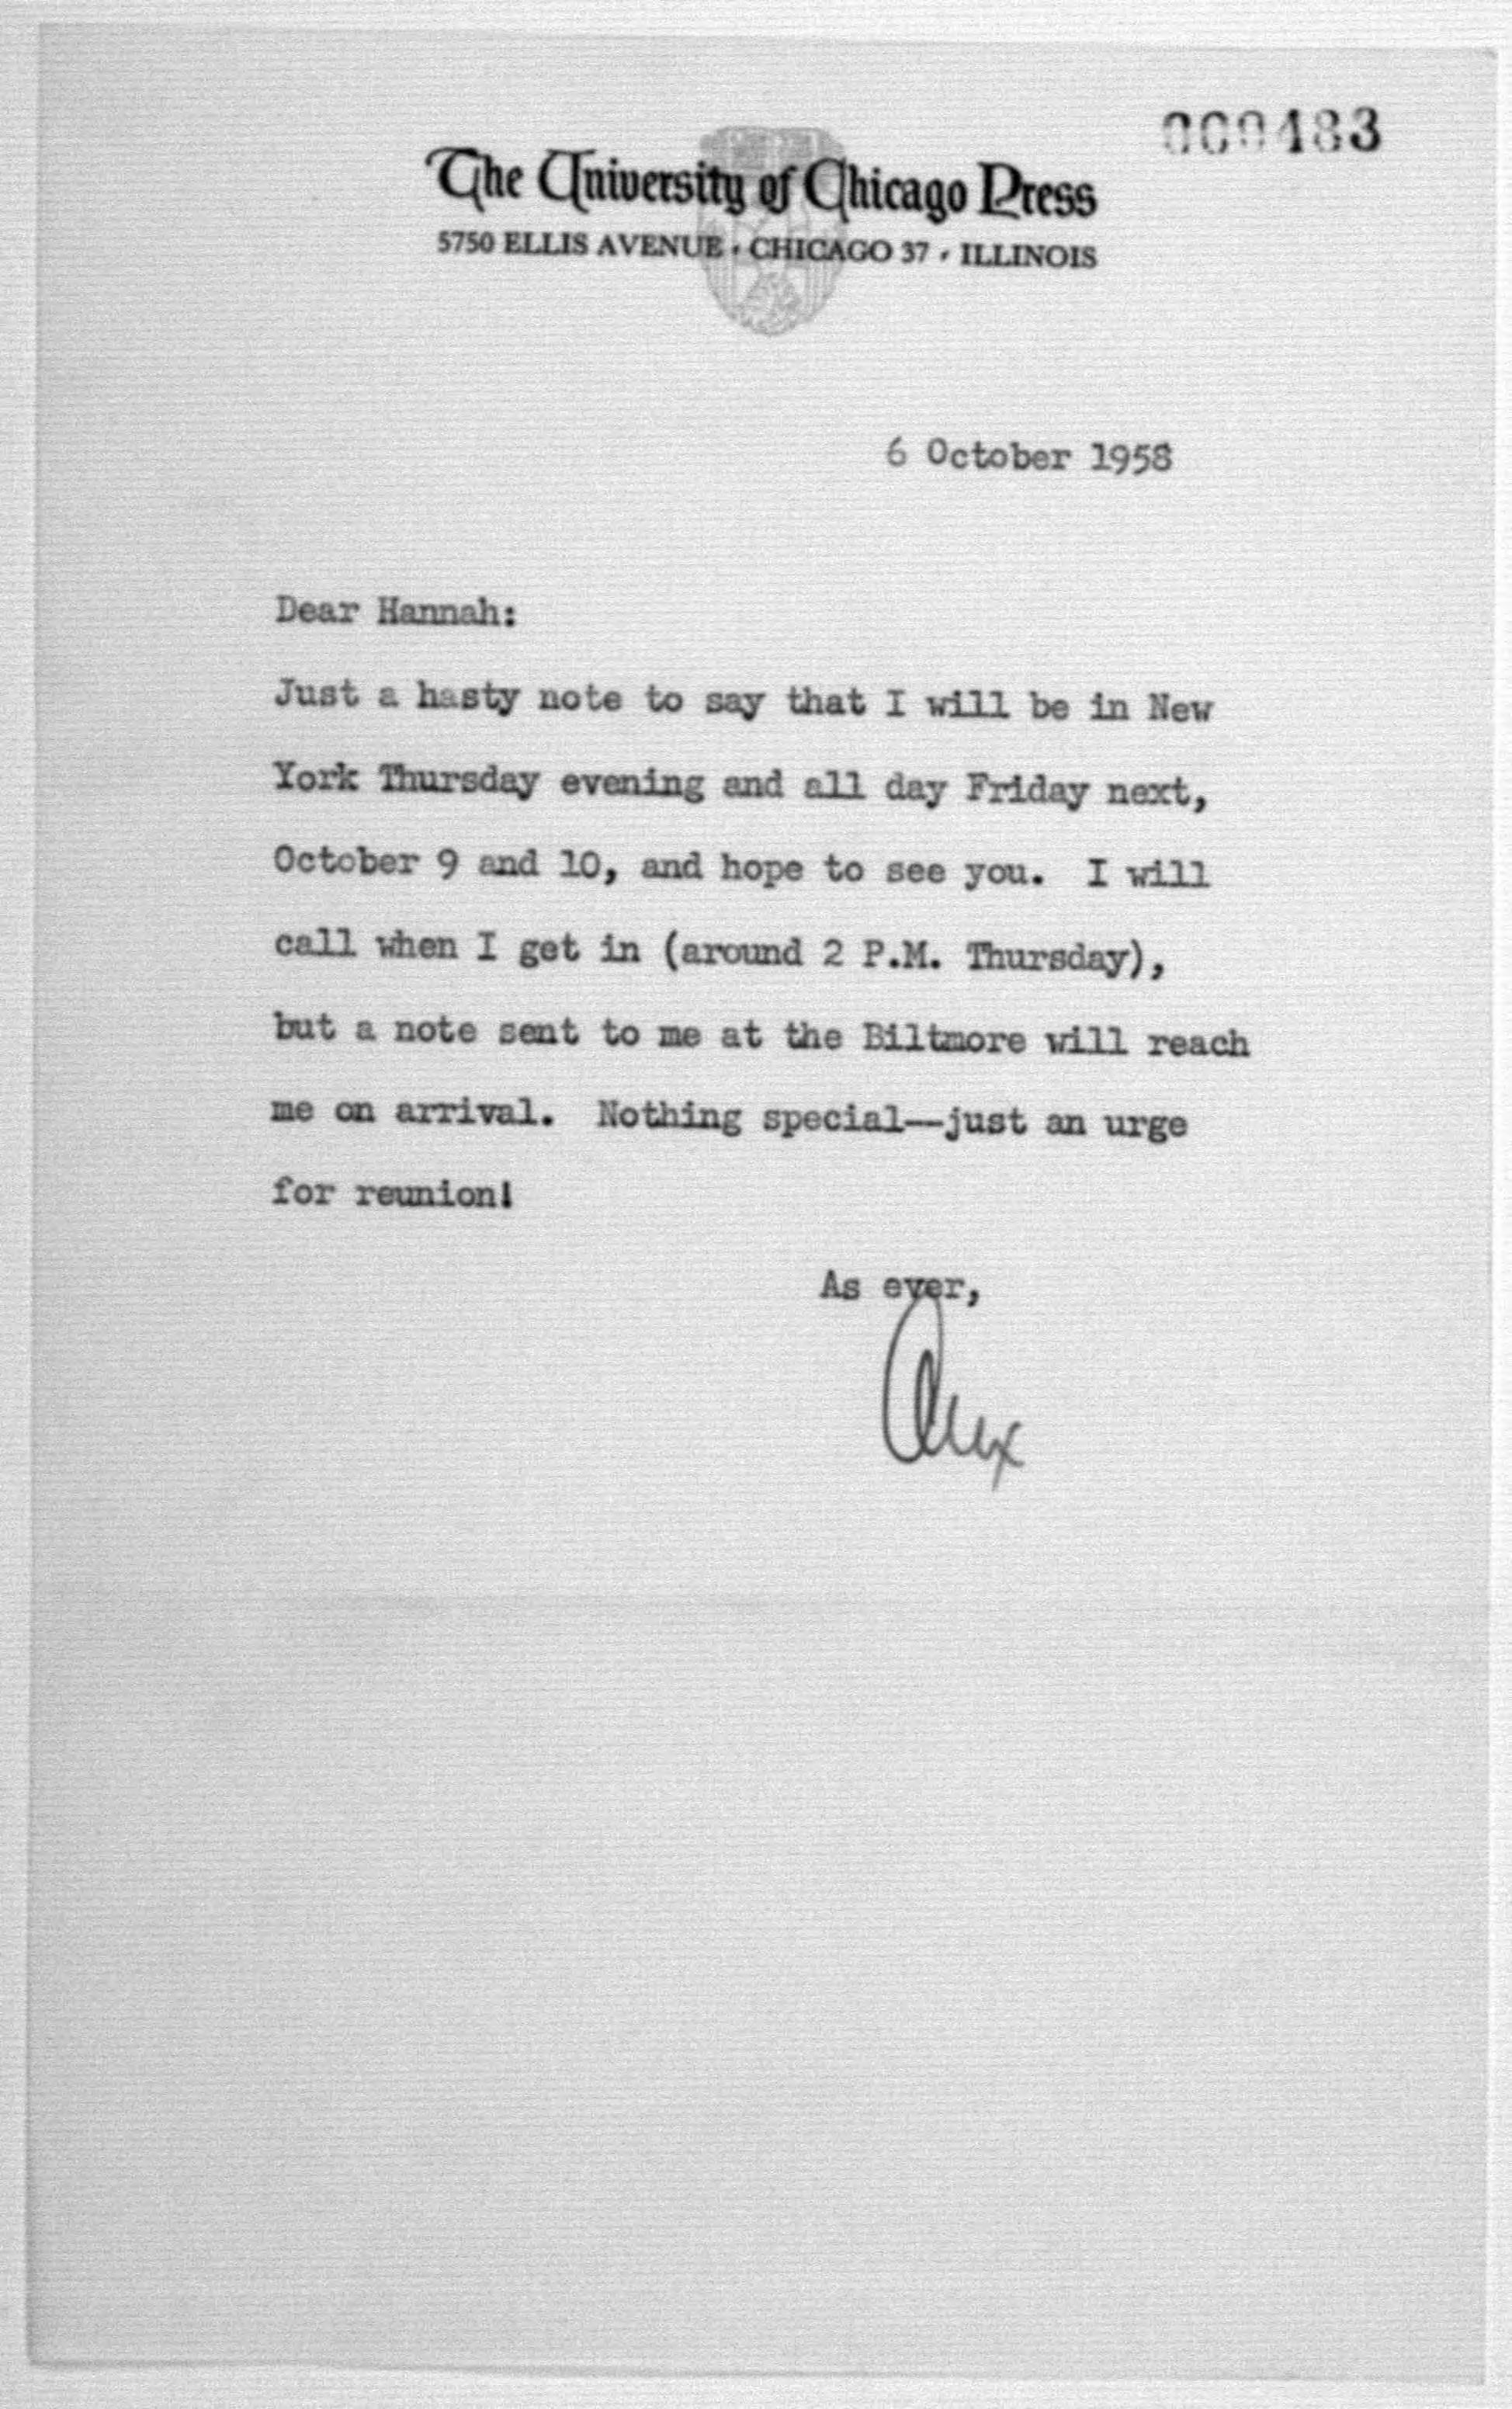 000483
The University of Chicago Press
5750 ELLIS AVENUE · CHICAGO 37 · ILLINOIS
6 October 1958
Dear Hannah:
Just a hasty note to say that I will be in New
York Thursday evening and all day Friday next,
October 9 and 10, and hope to see you.  I will
call when I get in (around 2 P.M. Thursday),
but a note sent to me at the Biltmore will reach
me on arrival.  Nothing special--just an urge
for reunion!
As ever,
Alex